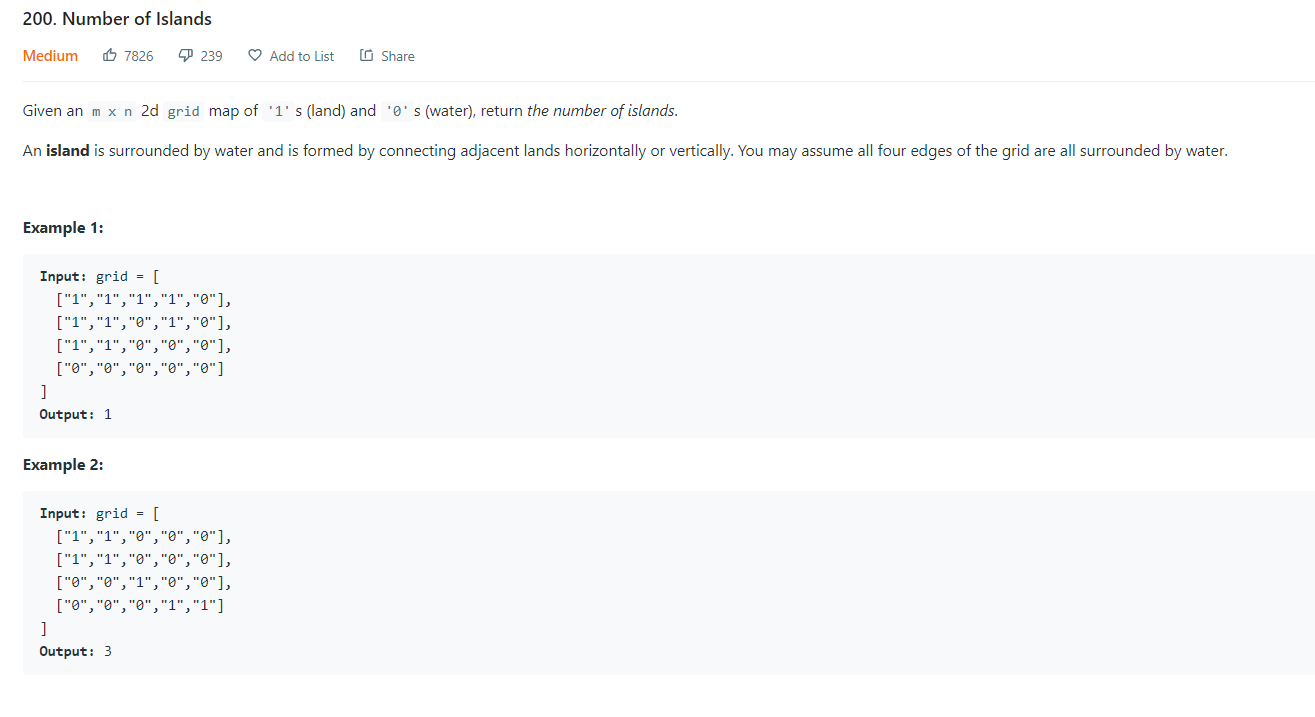 200. Number of Islands
Medium 7826 239 Add to List Share
Given an m x n 2d grid map of '1' s (land) and '0' s (water), return the number of islands.
An island is surrounded by water and is formed by connecting adjacent lands horizontally or vertically. You may assume all four edges of the grid are all surrounded by water.
Example 1:
Input: grid = [
["1","1","1","1","0"],
["1","1","0","1","0"],
["1","1","0","0","0"],
["0","0","0","0","0"]
]
Output: 1
Example 2:
Input: grid = [
["1","1","0","0","0"],
["1","1","0","0","0"],
["0","0","1","0","0"],
["0","0","0","1","1"]
]
Output: 3